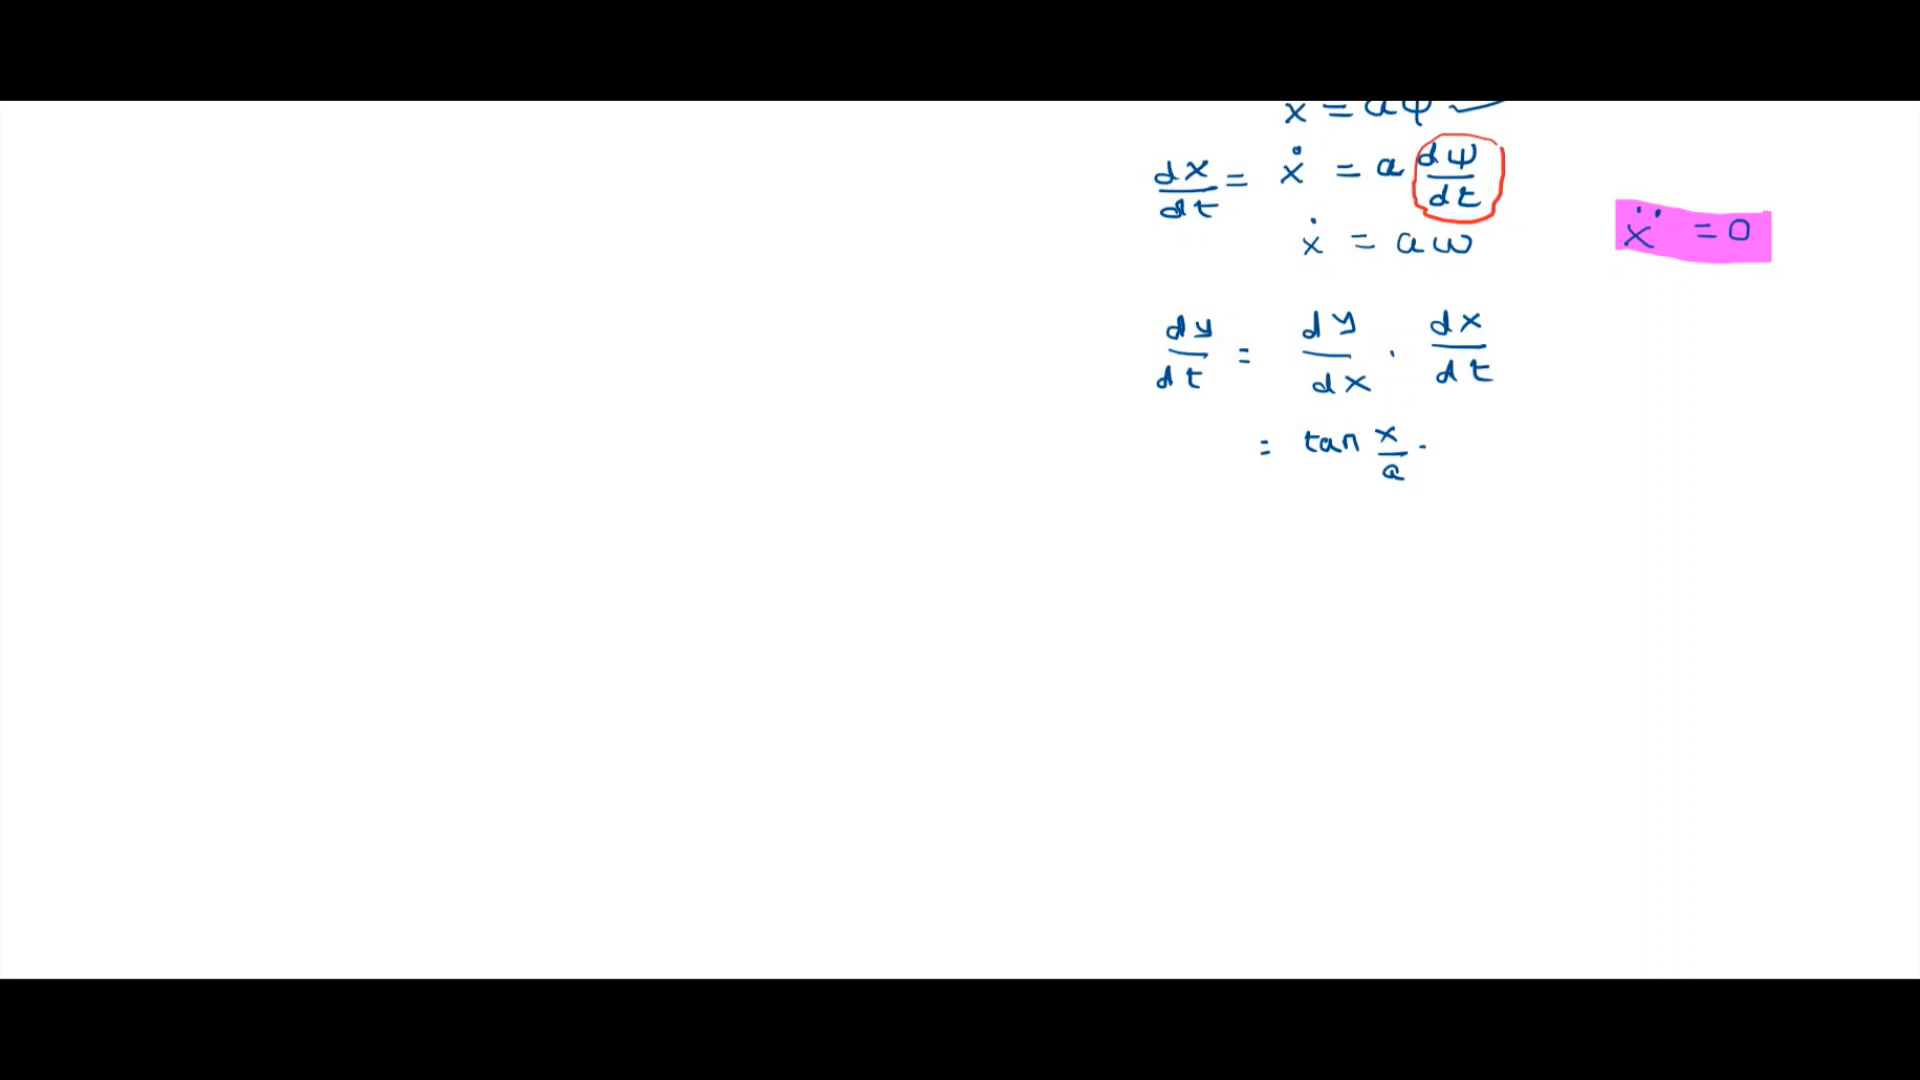 x = aψ
dx/dt = ẋ = a dψ/dt
ẋ = aω
ẍ = 0
dy/dt = dy/dx · dx/dt
= tan x/a ·